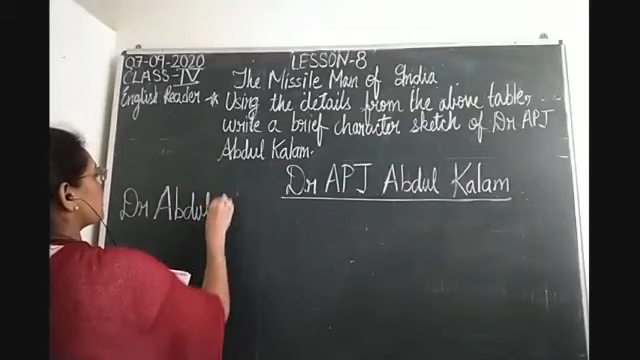 07-09-2020 LESSON-8
CLASS-IV The Missile Man of India
English Reader * Using the details from the above table,
write a brief character sketch of Dr APJ
Abdul Kalam.
Dr APJ Abdul Kalam
Dr Abdul